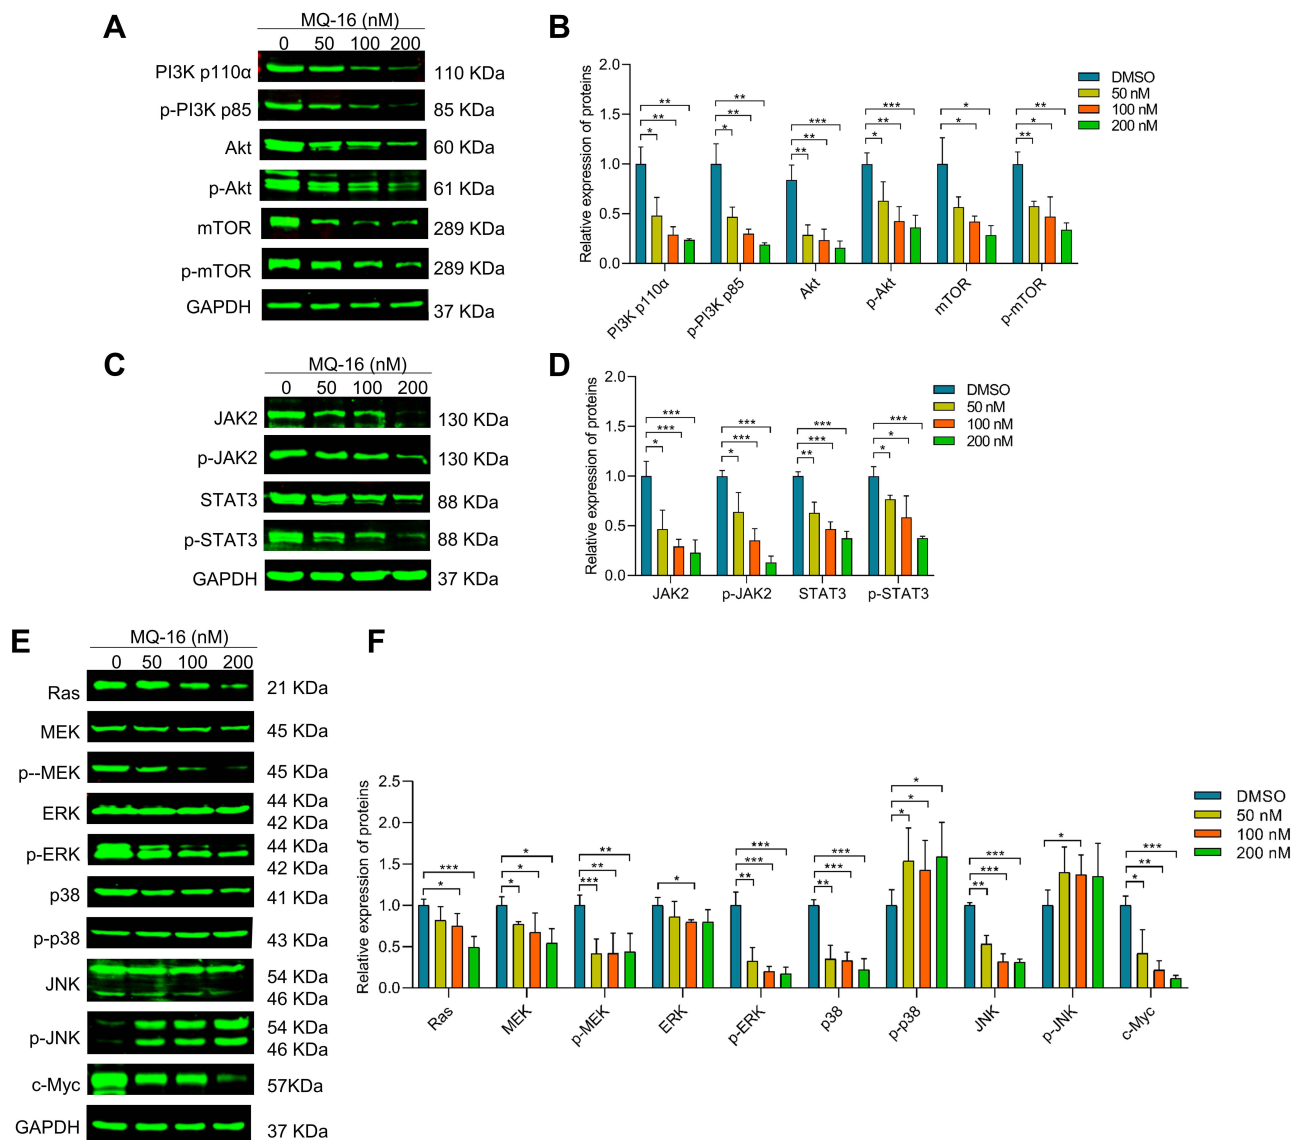 A
MQ-16 (nM)
0 50 100 200
PI3K p110α 110 KDa
p-PI3K p85 85 KDa
Akt 60 KDa
p-Akt 61 KDa
mTOR 289 KDa
p-mTOR 289 KDa
GAPDH 37 KDa
B
Relative expression of proteins
2.0
1.5
1.0
0.5
0.0
** ** * ** ** * *** ** ** *** ** * * * ** * **
PI3K p110α p-PI3K p85 Akt p-Akt mTOR p-mTOR
DMSO
50 nM
100 nM
200 nM
C
MQ-16 (nM)
0 50 100 200
JAK2 130 KDa
p-JAK2 130 KDa
STAT3 88 KDa
p-STAT3 88 KDa
GAPDH 37 KDa
D
Relative expression of proteins
2.0
1.5
1.0
0.5
0.0
*** *** * *** *** * *** *** ** *** * *
JAK2 p-JAK2 STAT3 p-STAT3
DMSO
50 nM
100 nM
200 nM
E
MQ-16 (nM)
0 50 100 200
Ras 21 KDa
MEK 45 KDa
p--MEK 45 KDa
ERK 44 KDa
42 KDa
p-ERK 44 KDa
42 KDa
p38 41 KDa
p-p38 43 KDa
JNK 54 KDa
46 KDa
p-JNK 54 KDa
46 KDa
c-Myc 57KDa
GAPDH 37 KDa
F
Relative expression of proteins
2.5
2.0
1.5
1.0
0.5
0.0
*** * * * * ** ** *** * *** *** ** *** *** ** * * * *** *** ** * *** ** *
Ras MEK p-MEK ERK p-ERK p38 p-p38 JNK p-JNK c-Myc
DMSO
50 nM
100 nM
200 nM